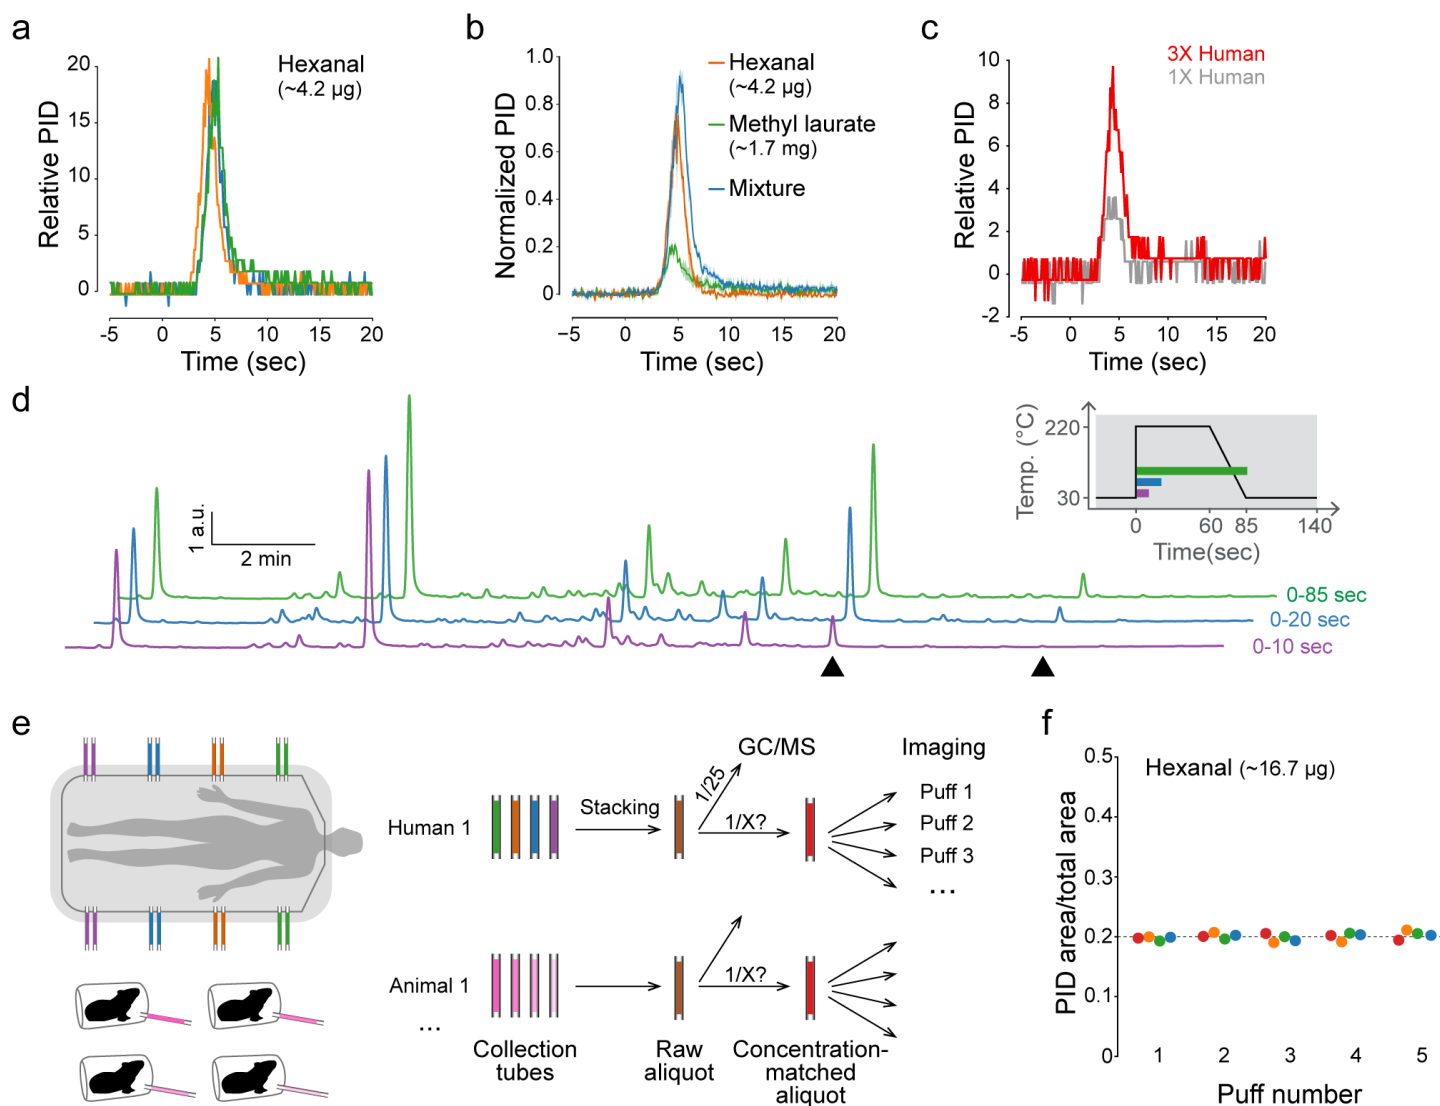 a
Hexanal
(~4.2 µg)
Relative PID
20
15
10
5
0
-5 0 5 10 15 20
Time (sec)
b
Normalized PID
1.0
0.8
0.6
0.4
0.2
0
Hexanal
(~4.2 µg)
Methyl laurate
(~1.7 mg)
Mixture
−5 0 5 10 15 20
Time (sec)
c
3X Human
1X Human
Relative PID
10
8
6
4
2
0
-2
-5 0 5 10 15 20
Time (sec)
d
1 a.u.
2 min
0-85 sec
0-20 sec
0-10 sec
Temp. (°C)
220
30
0 60 85 140
Time(sec)
e
GC/MS
Imaging
Human 1
Stacking
1/25
1/X?
Puff 1
Puff 2
Puff 3
...
Animal 1
1/X?
...
Collection
tubes
Raw
aliquot
Concentration-
matched
aliquot
f
Hexanal (~16.7 µg)
PID area/total area
0.5
0.4
0.3
0.2
0.1
0
1 2 3 4 5
Puff number